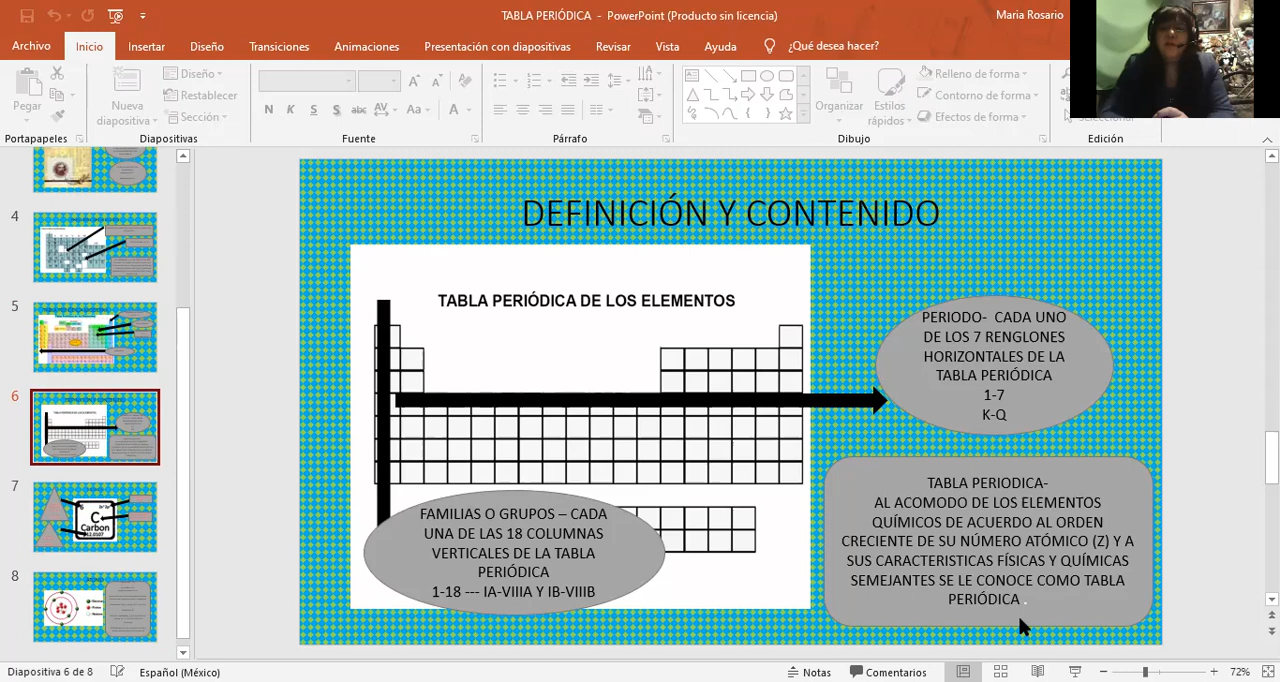 TABLA PERIÓDICA - PowerPoint (Producto sin licencia)
Maria Rosario
Archivo Inicio Insertar Diseño Transiciones Animaciones Presentación con diapositivas Revisar Vista Ayuda ¿Qué desea hacer?
Pegar
Nueva diapositiva
Diseño
Restablecer
Sección
N K S S abc AV Aa A
Organizar
Estilos rápidos
Relleno de forma
Contorno de forma
Efectos de forma
Seleccionar
Portapapeles Diapositivas Fuente Párrafo Dibujo Edición
4
5
6
7
C
Carbon
12.0107
8
DEFINICIÓN Y CONTENIDO
TABLA PERIÓDICA DE LOS ELEMENTOS
PERIODO- CADA UNO
DE LOS 7 RENGLONES
HORIZONTALES DE LA
TABLA PERIÓDICA
1-7
K-Q
FAMILIAS O GRUPOS – CADA
UNA DE LAS 18 COLUMNAS
VERTICALES DE LA TABLA
PERIÓDICA
1-18 --- IA-VIIIA Y IB-VIIIB
TABLA PERIODICA-
AL ACOMODO DE LOS ELEMENTOS
QUÍMICOS DE ACUERDO AL ORDEN
CRECIENTE DE SU NÚMERO ATÓMICO (Z) Y A
SUS CARACTERISTICAS FÍSICAS Y QUÍMICAS
SEMEJANTES SE LE CONOCE COMO TABLA
PERIÓDICA .
Diapositiva 6 de 8 Español (México) Notas Comentarios 72%